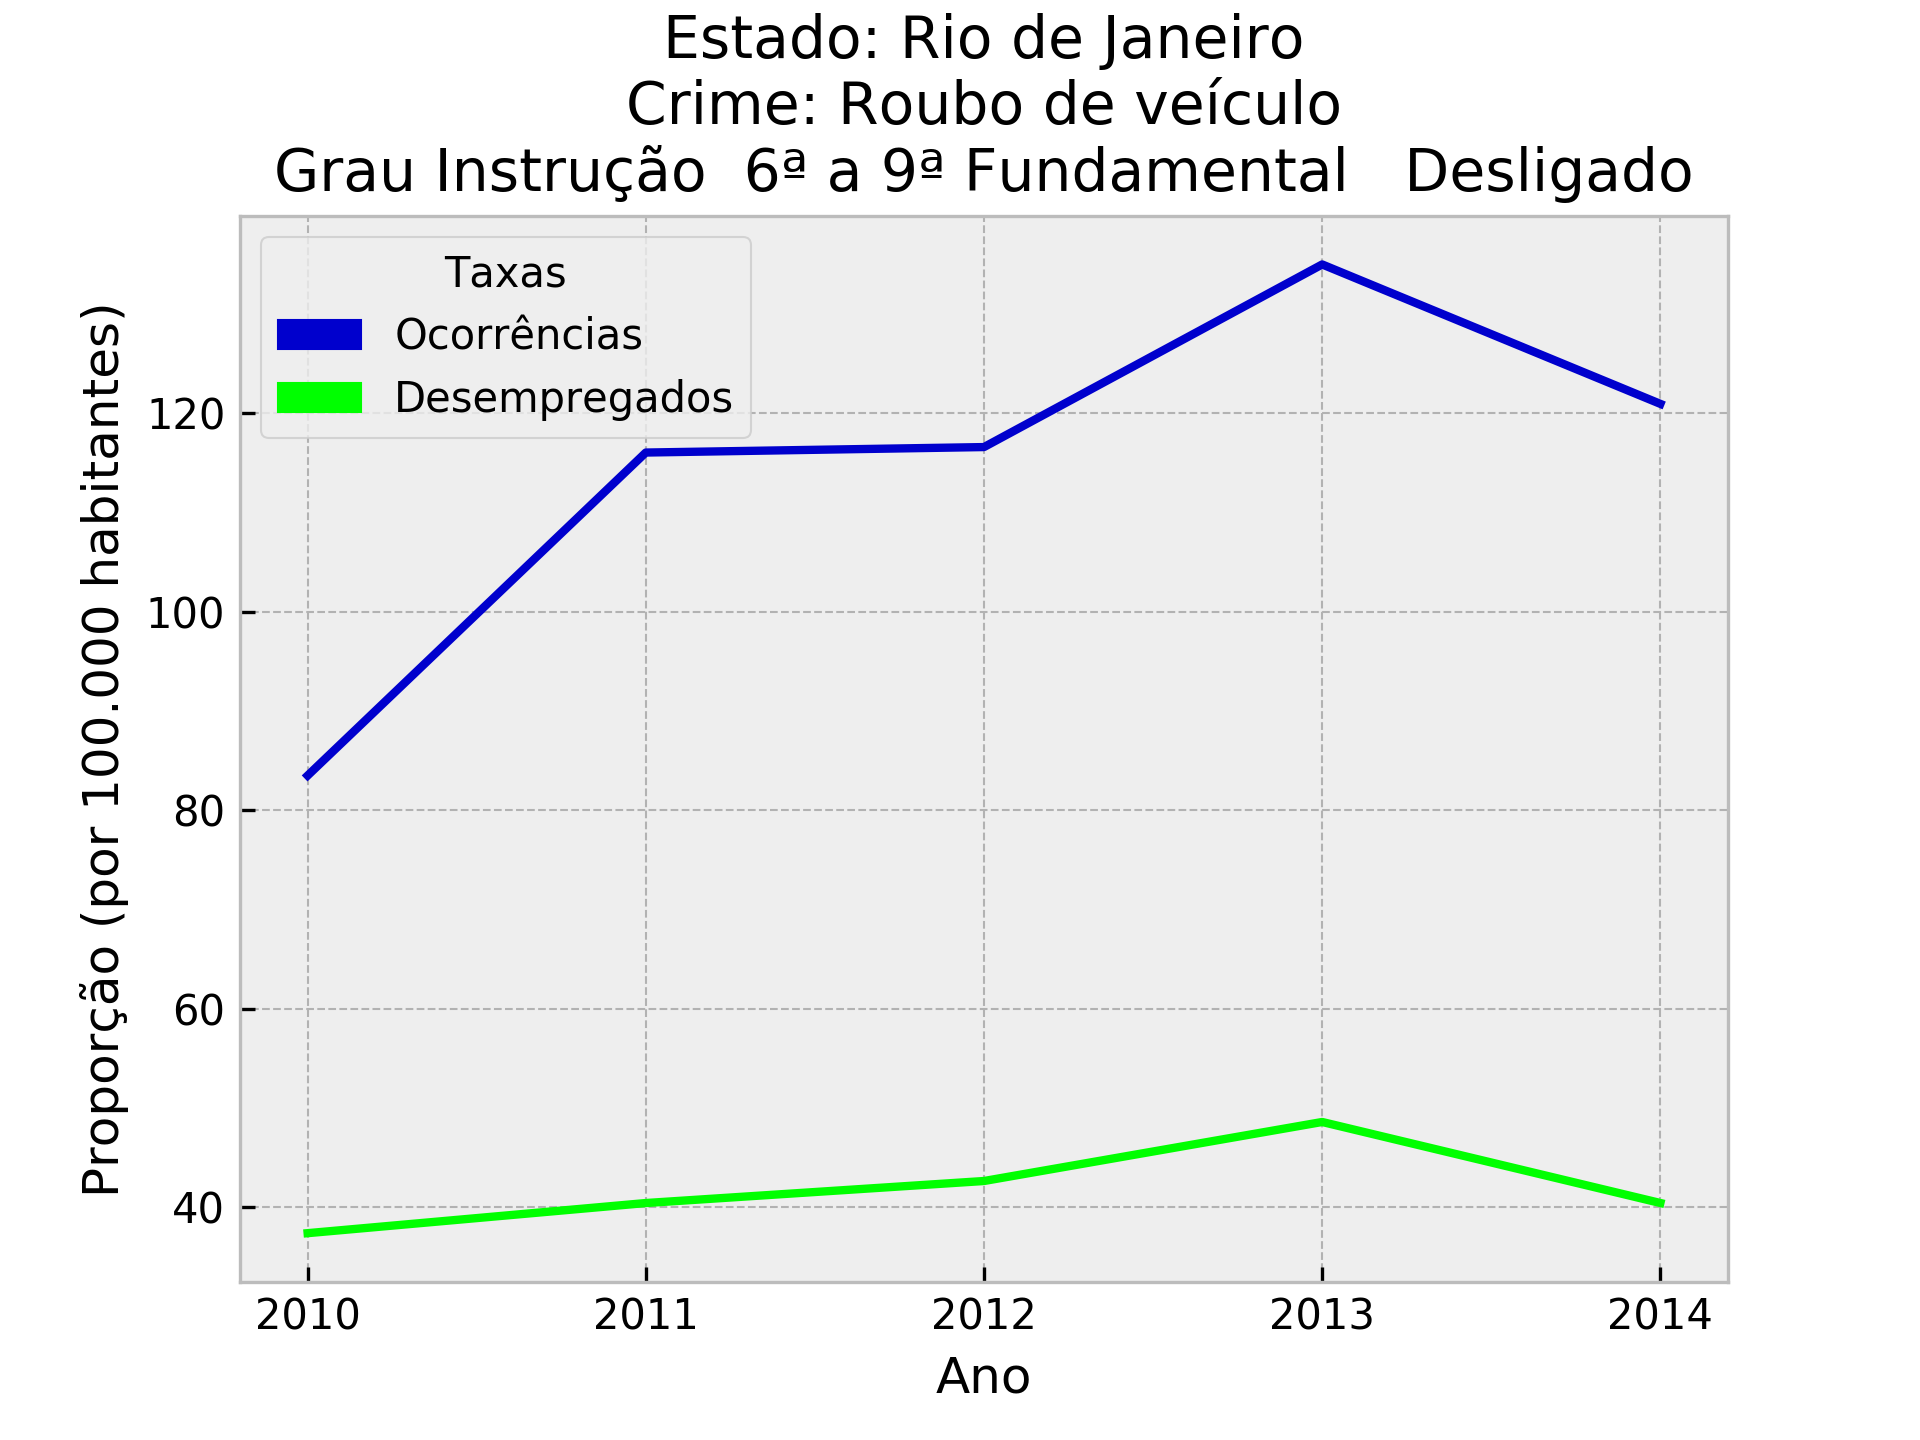 Estado: Rio de Janeiro
Crime: Roubo de veículo
Grau Instrução  6ª a 9ª Fundamental   Desligado
Taxas
Ocorrências
Desempregados
Proporção (por 100.000 habitantes)
120
100
80
60
40
2010
2011
2012
2013
2014
Ano